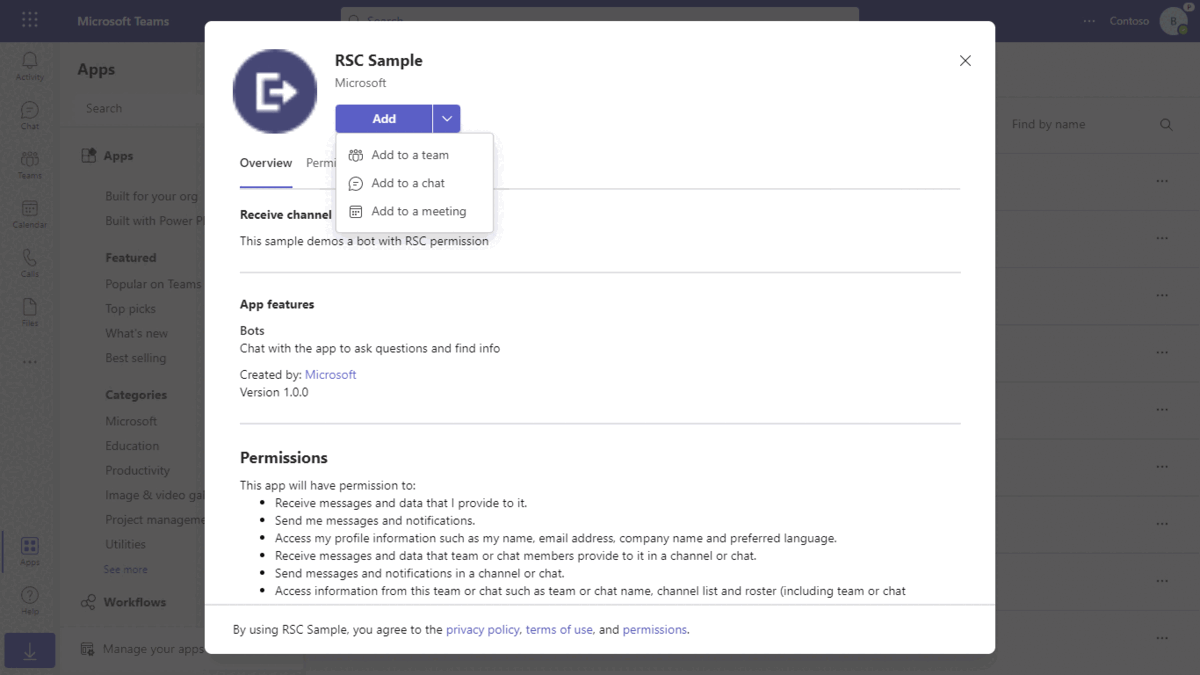 Microsoft Teams
Search
Contoso
B
Activity
Chat
Teams
Calendar
Calls
Files
Apps
Help
Apps
Search
Apps
Built for your org
Built with Power
Featured
Popular on Teams
Top picks
What's new
Best selling
Categories
Microsoft
Education
Productivity
Image & video
Project
Utilities
See more
Workflows
Manage your apps
Find by name
RSC Sample
Microsoft
Add
Add to a team
Add to a chat
Add to a meeting
Overview
Receive channel
This sample demos a bot with RSC permission
App features
Bots
Chat with the app to ask questions and find info
Created by: Microsoft
Version 1.0.0
Permissions
This app will have permission to:
• Receive messages and data that I provide to it.
• Send me messages and notifications.
• Access my profile information such as my name, email address, company name and preferred language.
• Receive messages and data that team or chat members provide to it in a channel or chat.
• Send messages and notifications in a channel or chat.
• Access information from this team or chat such as team or chat name, channel list and roster (including team or chat
By using RSC Sample, you agree to the privacy policy, terms of use, and permissions.